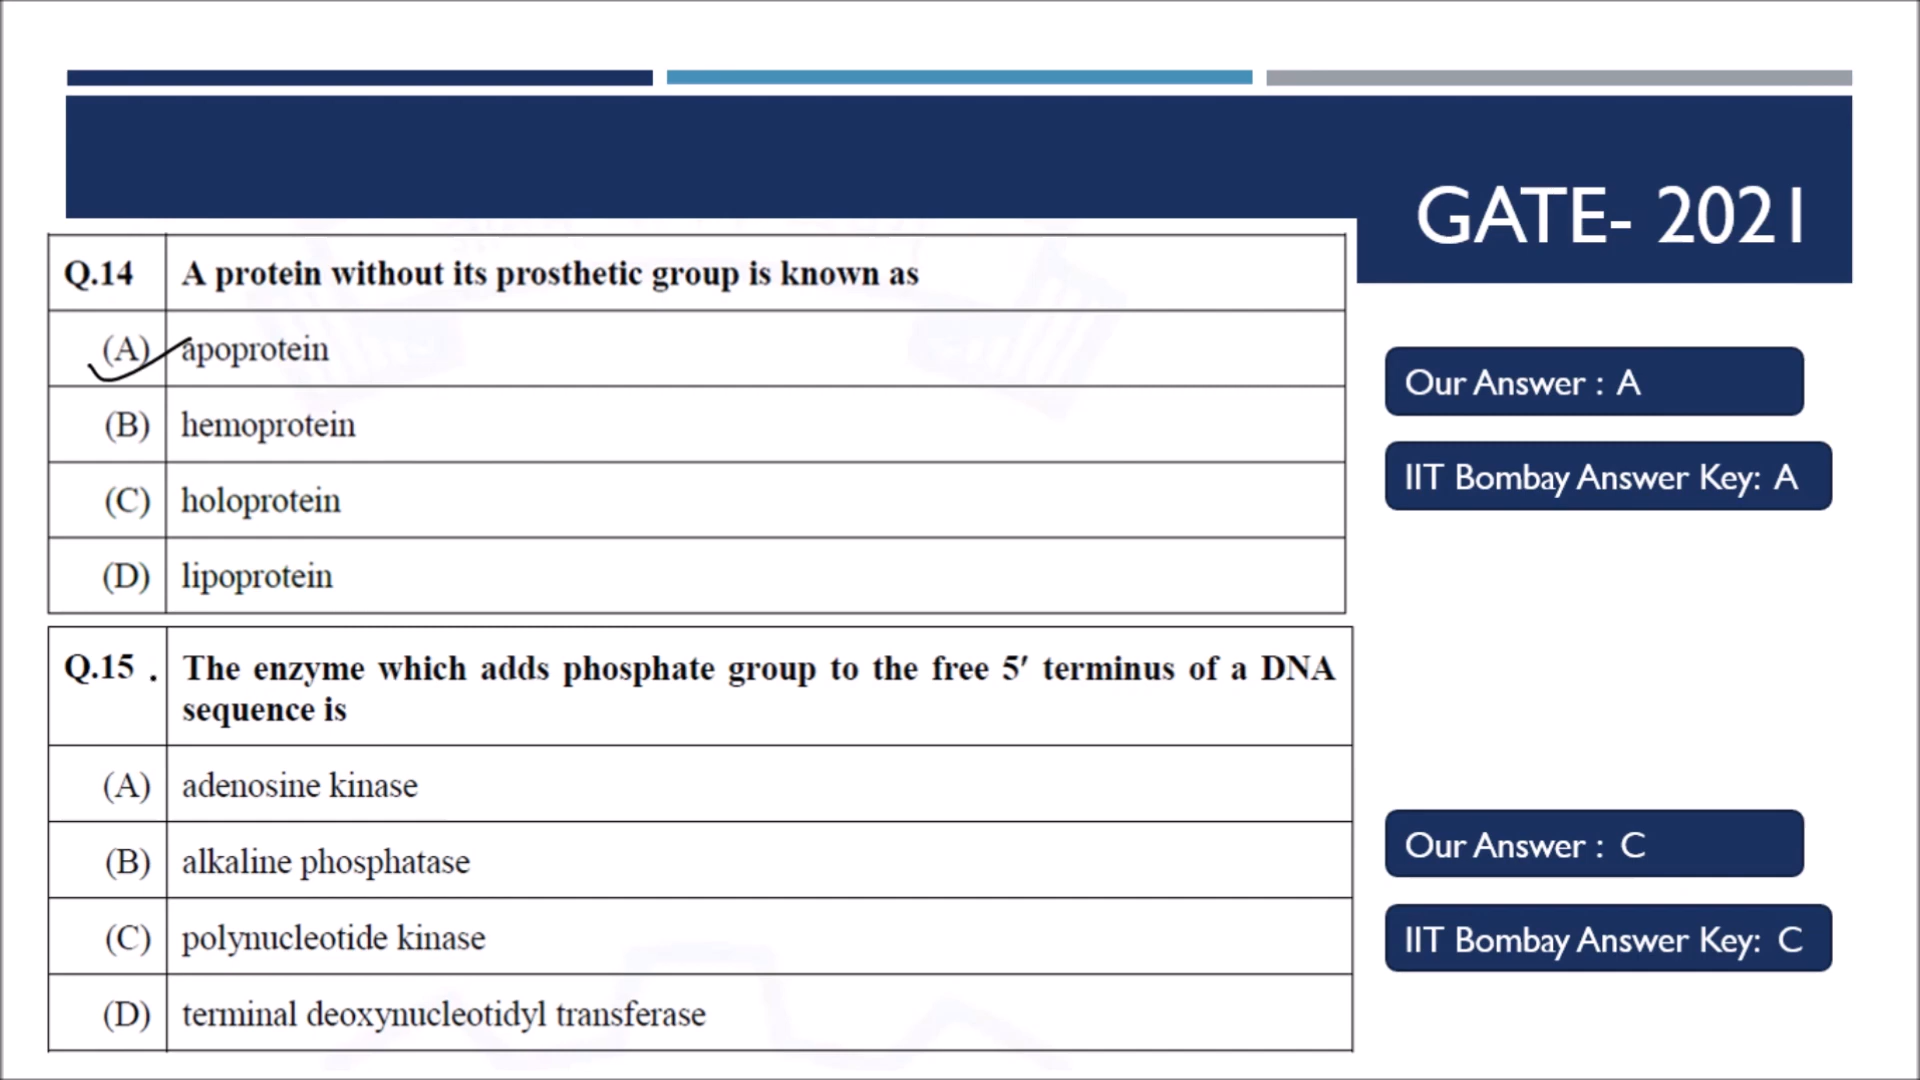 GATE- 2021
Q.14 A protein without its prosthetic group is known as
(A) apoprotein
(B) hemoprotein
(C) holoprotein
(D) lipoprotein
Our Answer : A
IIT Bombay Answer Key: A
Q.15 . The enzyme which adds phosphate group to the free 5′ terminus of a DNA
sequence is
(A) adenosine kinase
(B) alkaline phosphatase
(C) polynucleotide kinase
(D) terminal deoxynucleotidyl transferase
Our Answer : C
IIT Bombay Answer Key: C